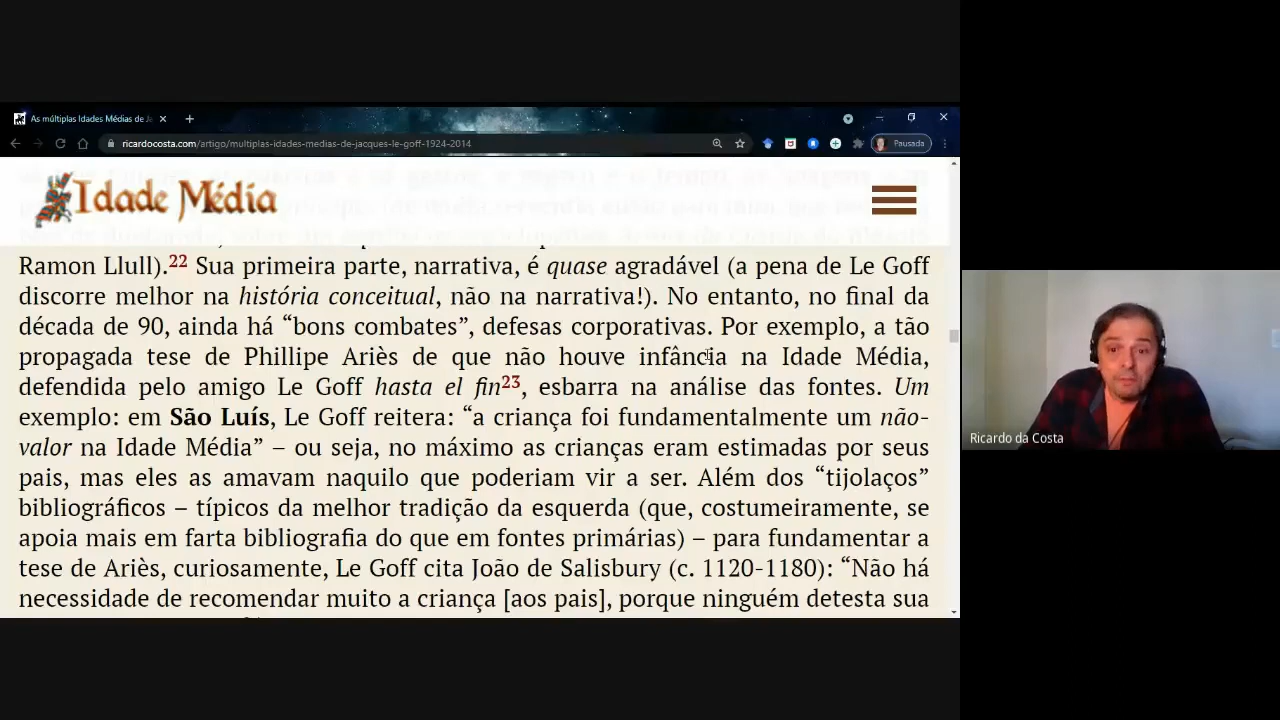 As múltiplas Idades Médias de Ja
ricardocosta.com/artigo/multiplas-idades-medias-de-jacques-le-goff-1924-2014
Pausada
Idade Média
Ramon Llull).22 Sua primeira parte, narrativa, é quase agradável (a pena de Le Goff
discorre melhor na história conceitual, não na narrativa!). No entanto, no final da
década de 90, ainda há “bons combates”, defesas corporativas. Por exemplo, a tão
propagada tese de Phillipe Ariès de que não houve infância na Idade Média,
defendida pelo amigo Le Goff hasta el fin23, esbarra na análise das fontes. Um
exemplo: em São Luís, Le Goff reitera: “a criança foi fundamentalmente um não-
valor na Idade Média” – ou seja, no máximo as crianças eram estimadas por seus
pais, mas eles as amavam naquilo que poderiam vir a ser. Além dos “tijolaços”
bibliográficos – típicos da melhor tradição da esquerda (que, costumeiramente, se
apoia mais em farta bibliografia do que em fontes primárias) – para fundamentar a
tese de Ariès, curiosamente, Le Goff cita João de Salisbury (c. 1120-1180): “Não há
necessidade de recomendar muito a criança [aos pais], porque ninguém detesta sua
Ricardo da Costa